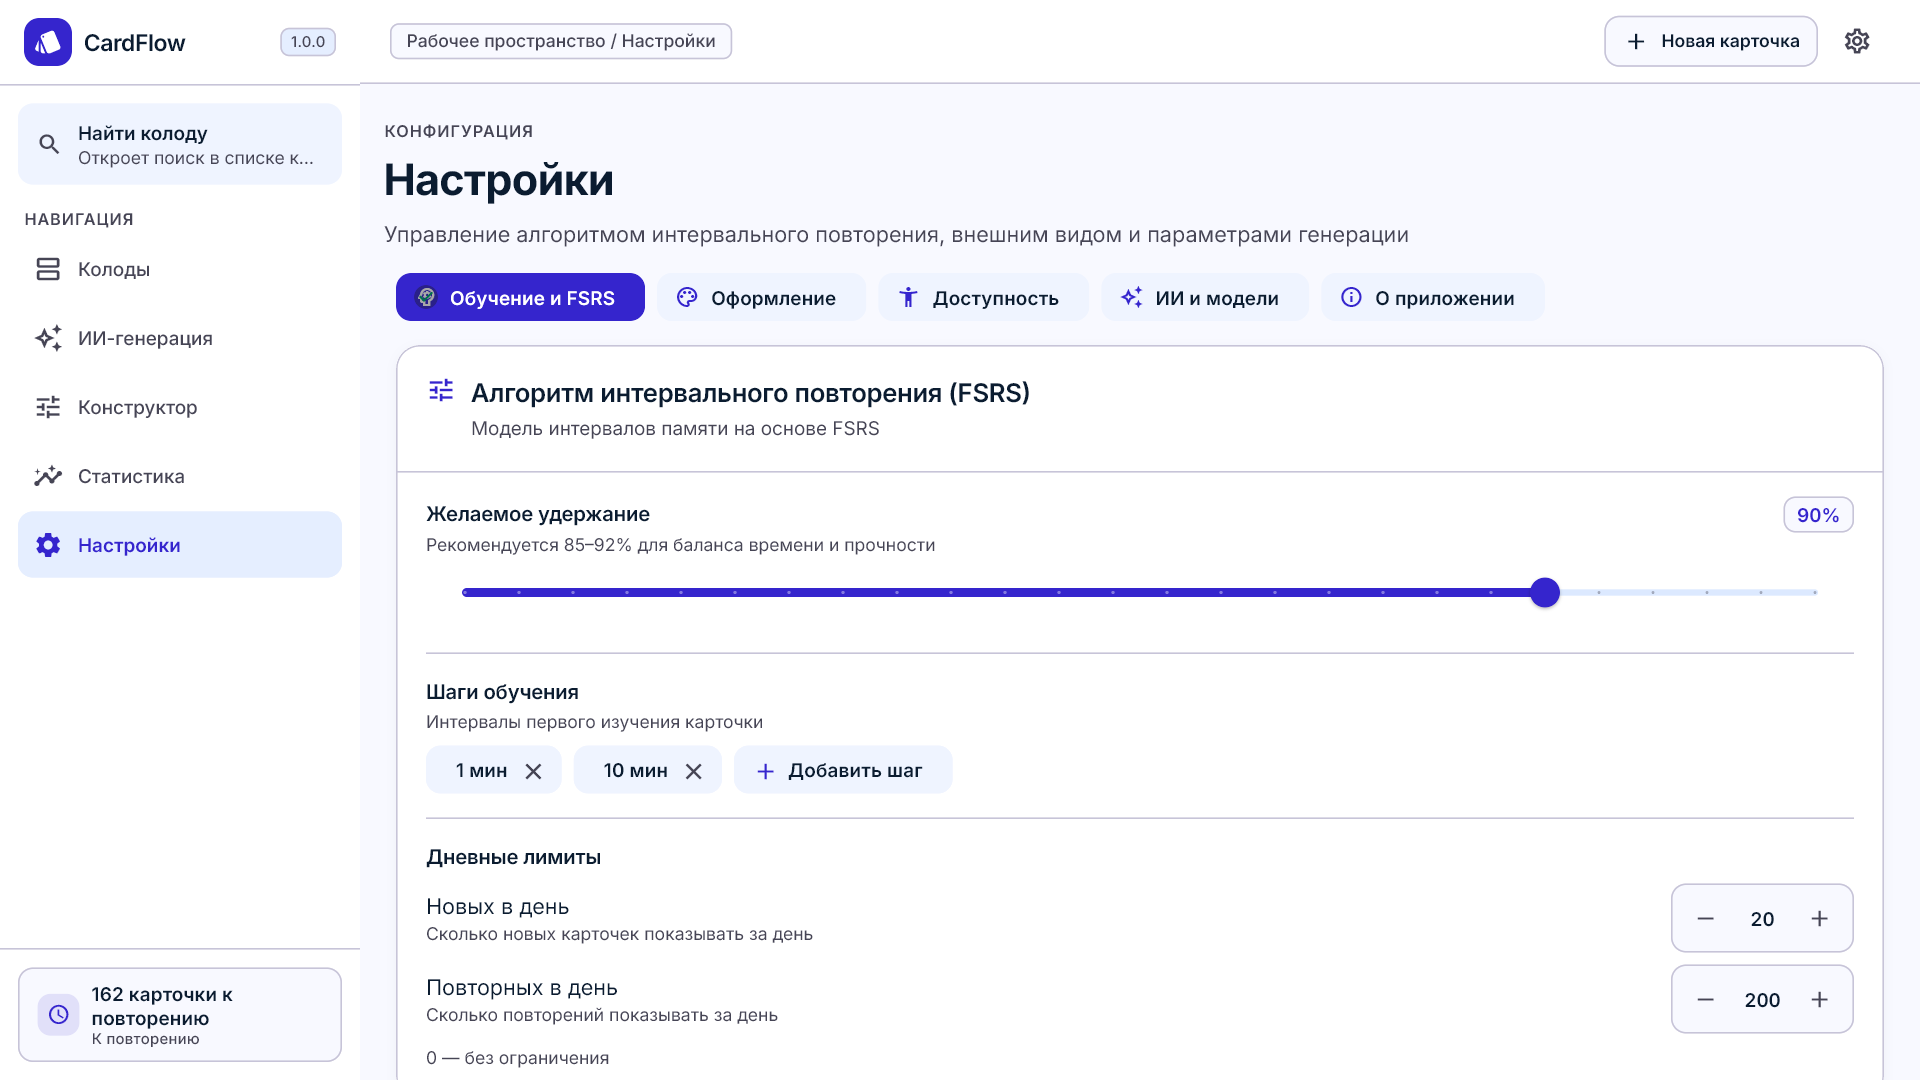 CardFlow
1.0.0
Рабочее пространство / Настройки
Новая карточка
Найти колоду
Откроет поиск в списке к...
НАВИГАЦИЯ
Колоды
ИИ-генерация
Конструктор
Статистика
Настройки
162 карточки к
повторению
К повторению
КОНФИГУРАЦИЯ
Настройки
Управление алгоритмом интервального повторения, внешним видом и параметрами генерации
Обучение и FSRS
Оформление
Доступность
ИИ и модели
О приложении
Алгоритм интервального повторения (FSRS)
Модель интервалов памяти на основе FSRS
Желаемое удержание
90%
Рекомендуется 85–92% для баланса времени и прочности
Шаги обучения
Интервалы первого изучения карточки
1 мин
10 мин
Добавить шаг
Дневные лимиты
Новых в день
Сколько новых карточек показывать за день
20
Повторных в день
Сколько повторений показывать за день
200
0 — без ограничения